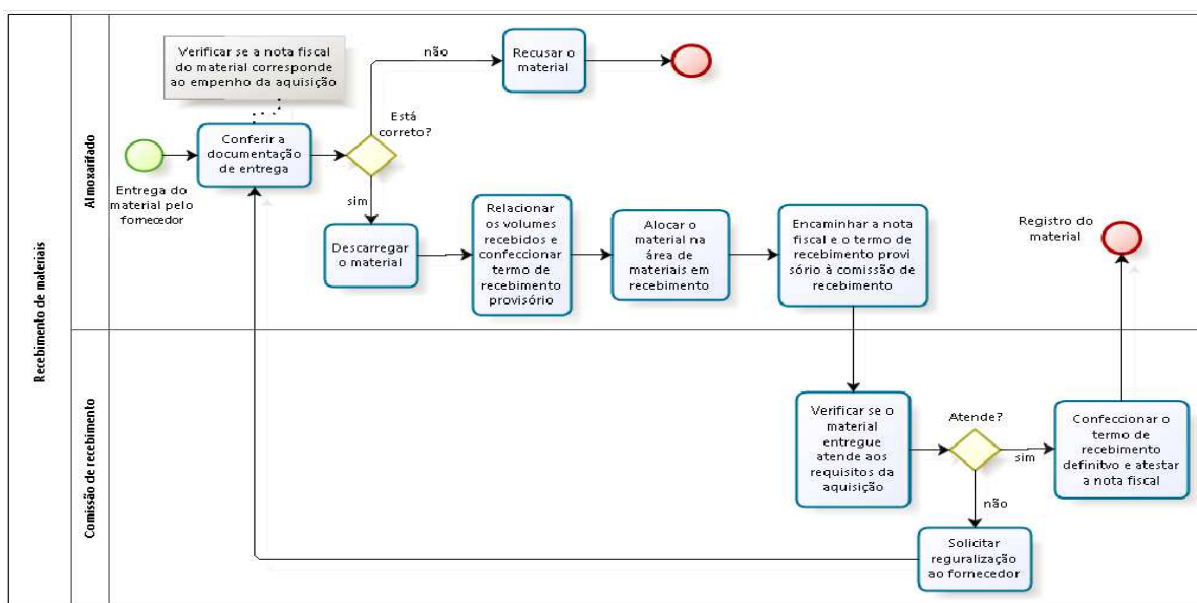 Recebimento de materiais
Almoxarifado
Verificar se a nota fiscal
do material corresponde
ao empenho da aquisição
não
Recusar o
material
Está
correto?
Conferir a
documentação
de entrega
Entrega do
material pelo
fornecedor
sim
Descarregar
o material
Relacionar
os volumes
recebidos e
confeccionar
termo de
recebimento
provisório
Alocar o
material na
área de
materiais em
recebimento
Encaminhar a nota
fiscal e o termo de
recebimento provi
sório à comissão de
recebimento
Registro do
material
Comissão de recebimento
Verificar se o
material
entregue
atende aos
requisitos da
aquisição
Atende?
sim
não
Confeccionar o
termo de
recebimento
definitvo e atestar
a nota fiscal
Solicitar
reguralização
ao fornecedor